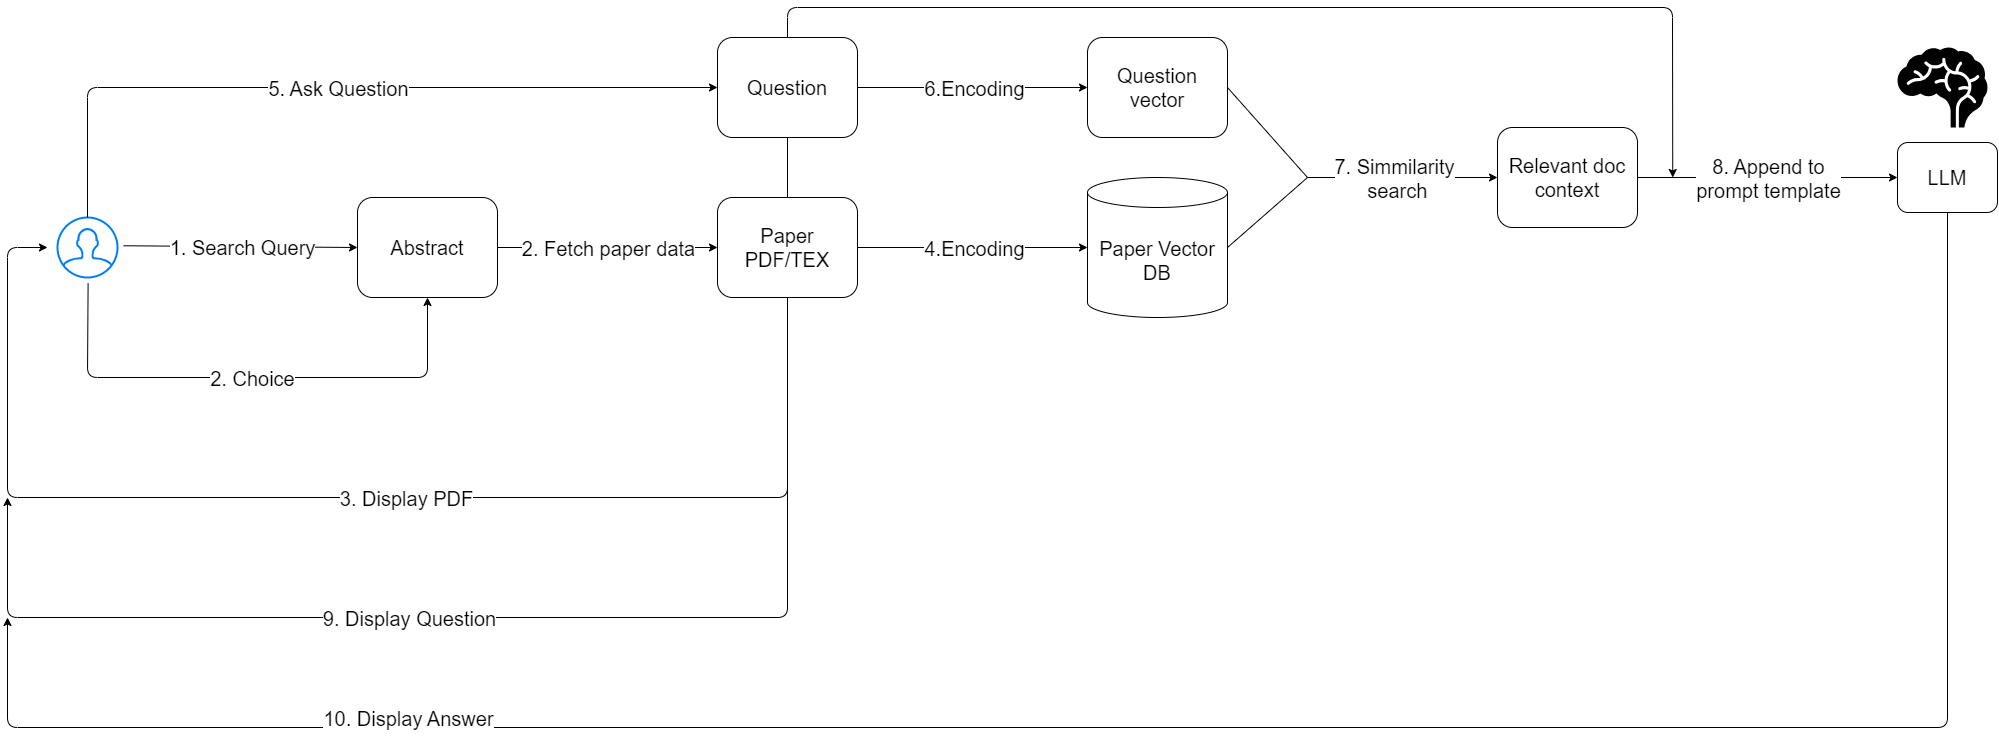 5. Ask Question
Question
6.Encoding
Question
vector
1. Search Query
Abstract
2. Fetch paper data
Paper
PDF/TEX
4.Encoding
Paper Vector
DB
7. Simmilarity
search
Relevant doc
context
8. Append to
prompt template
LLM
2. Choice
3. Display PDF
9. Display Question
10. Display Answer